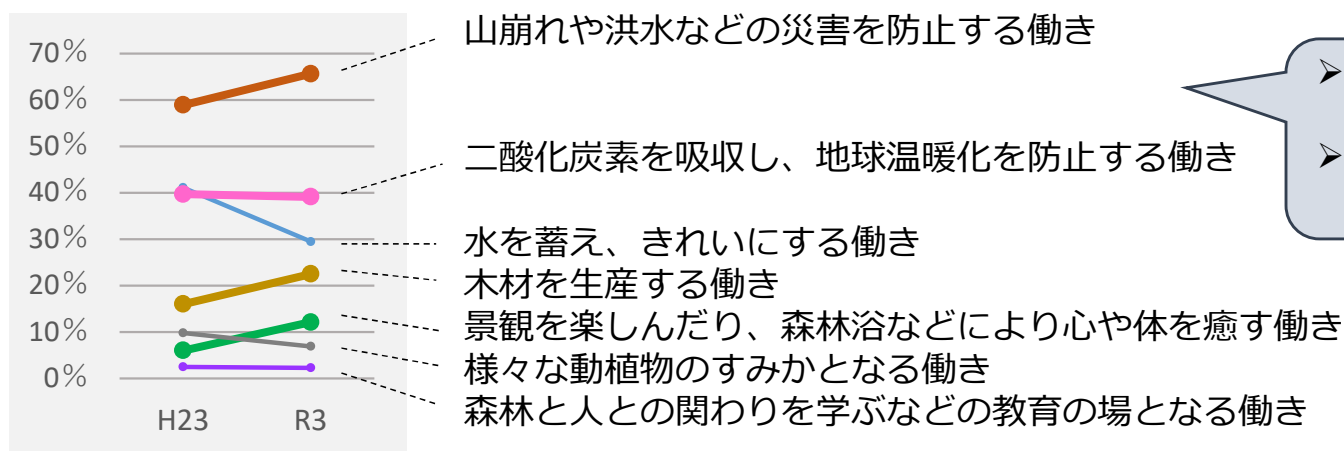 70%
60%
50%
40%
30%
20%
10%
0%
H23 R3
山崩れや洪水などの災害を防止する働き
二酸化炭素を吸収し、地球温暖化を防止する働き
水を蓄え、きれいにする働き
木材を生産する働き
景観を楽しんだり、森林浴などにより心や体を癒す働き
様々な動植物のすみかとなる働き
森林と人との関わりを学ぶなどの教育の場となる働き